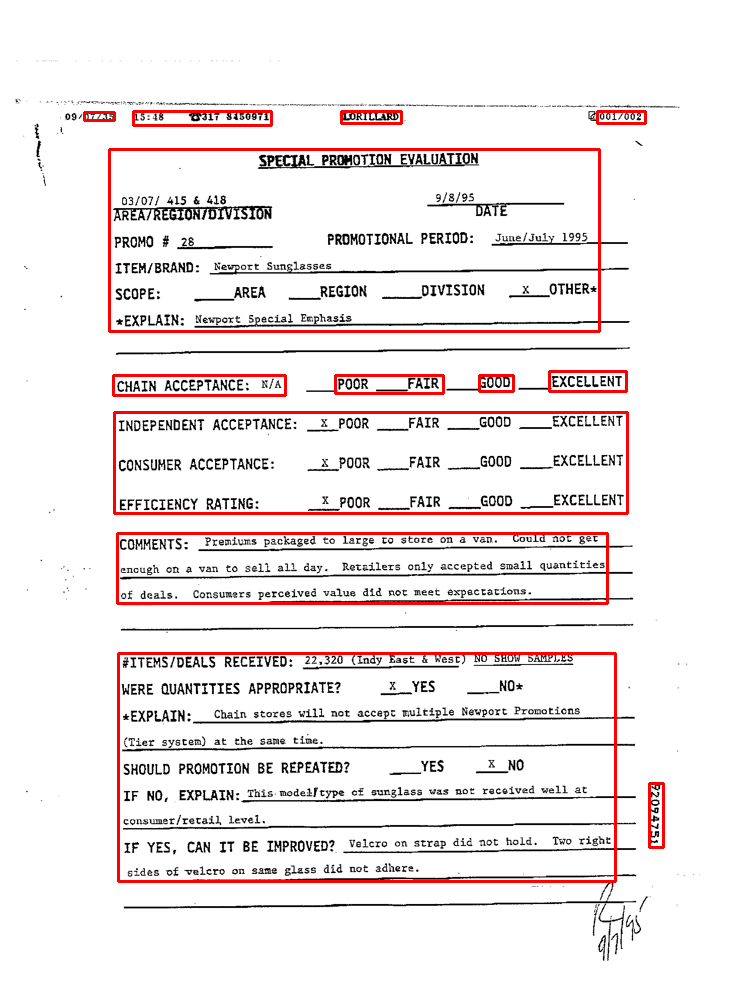 09/07/95 15:48 ☎317 8450971 LORILLARD 001/002
SPECIAL PROMOTION EVALUATION
03/07/ 415 & 418 9/8/95
AREA/REGION/DIVISION DATE
PROMO # 28 PROMOTIONAL PERIOD: June/July 1995
ITEM/BRAND: Newport Sunglasses
SCOPE: ____AREA ____REGION ____DIVISION X OTHER*
*EXPLAIN: Newport Special Emphasis
CHAIN ACCEPTANCE: N/A ____POOR ____FAIR ____GOOD ____EXCELLENT
INDEPENDENT ACCEPTANCE: X POOR ____FAIR ____GOOD ____EXCELLENT
CONSUMER ACCEPTANCE: X POOR ____FAIR ____GOOD ____EXCELLENT
EFFICIENCY RATING: X POOR ____FAIR ____GOOD ____EXCELLENT
COMMENTS: Premiums packaged to large to store on a van. Could not get
enough on a van to sell all day. Retailers only accepted small quantities
of deals. Consumers perceived value did not meet expectations.
#ITEMS/DEALS RECEIVED: 22,320 (Indy East & West) NO SHOW SAMPLES
WERE QUANTITIES APPROPRIATE? X YES ____NO*
*EXPLAIN: Chain stores will not accept multiple Newport Promotions
(Tier system) at the same time.
SHOULD PROMOTION BE REPEATED? ____YES X NO
IF NO, EXPLAIN: This model/type of sunglass was not received well at
consumer/retail level.
IF YES, CAN IT BE IMPROVED? Velcro on strap did not hold. Two right
sides of velcro on same glass did not adhere.
92094751
9/7/95